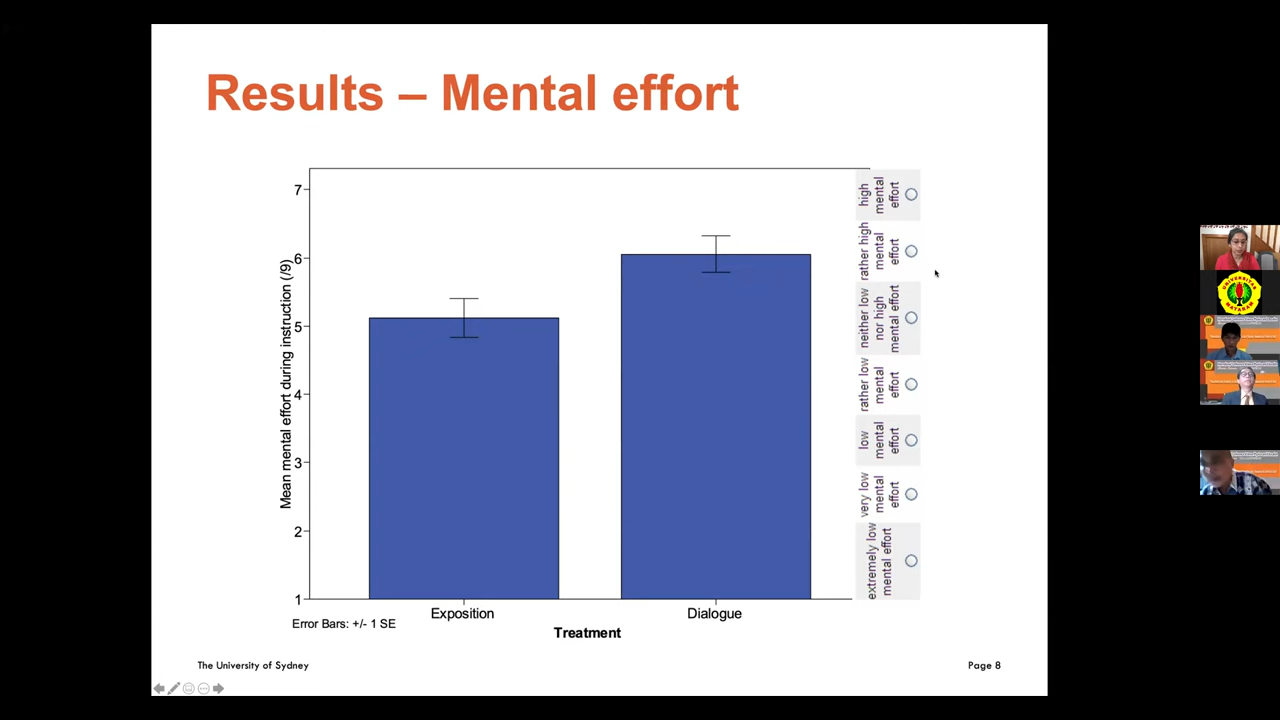 Results – Mental effort
Mean mental effort during instruction (/9)
7
6
5
4
3
2
1
Exposition
Dialogue
Treatment
Error Bars: +/- 1 SE
high
mental
effort
rather high
mental
effort
neither low
nor high
mental effort
rather low
mental
effort
low
mental
effort
very low
mental
effort
extremely low
mental effort
The University of Sydney
Page 8
UNIVERSITAS
MATARAM